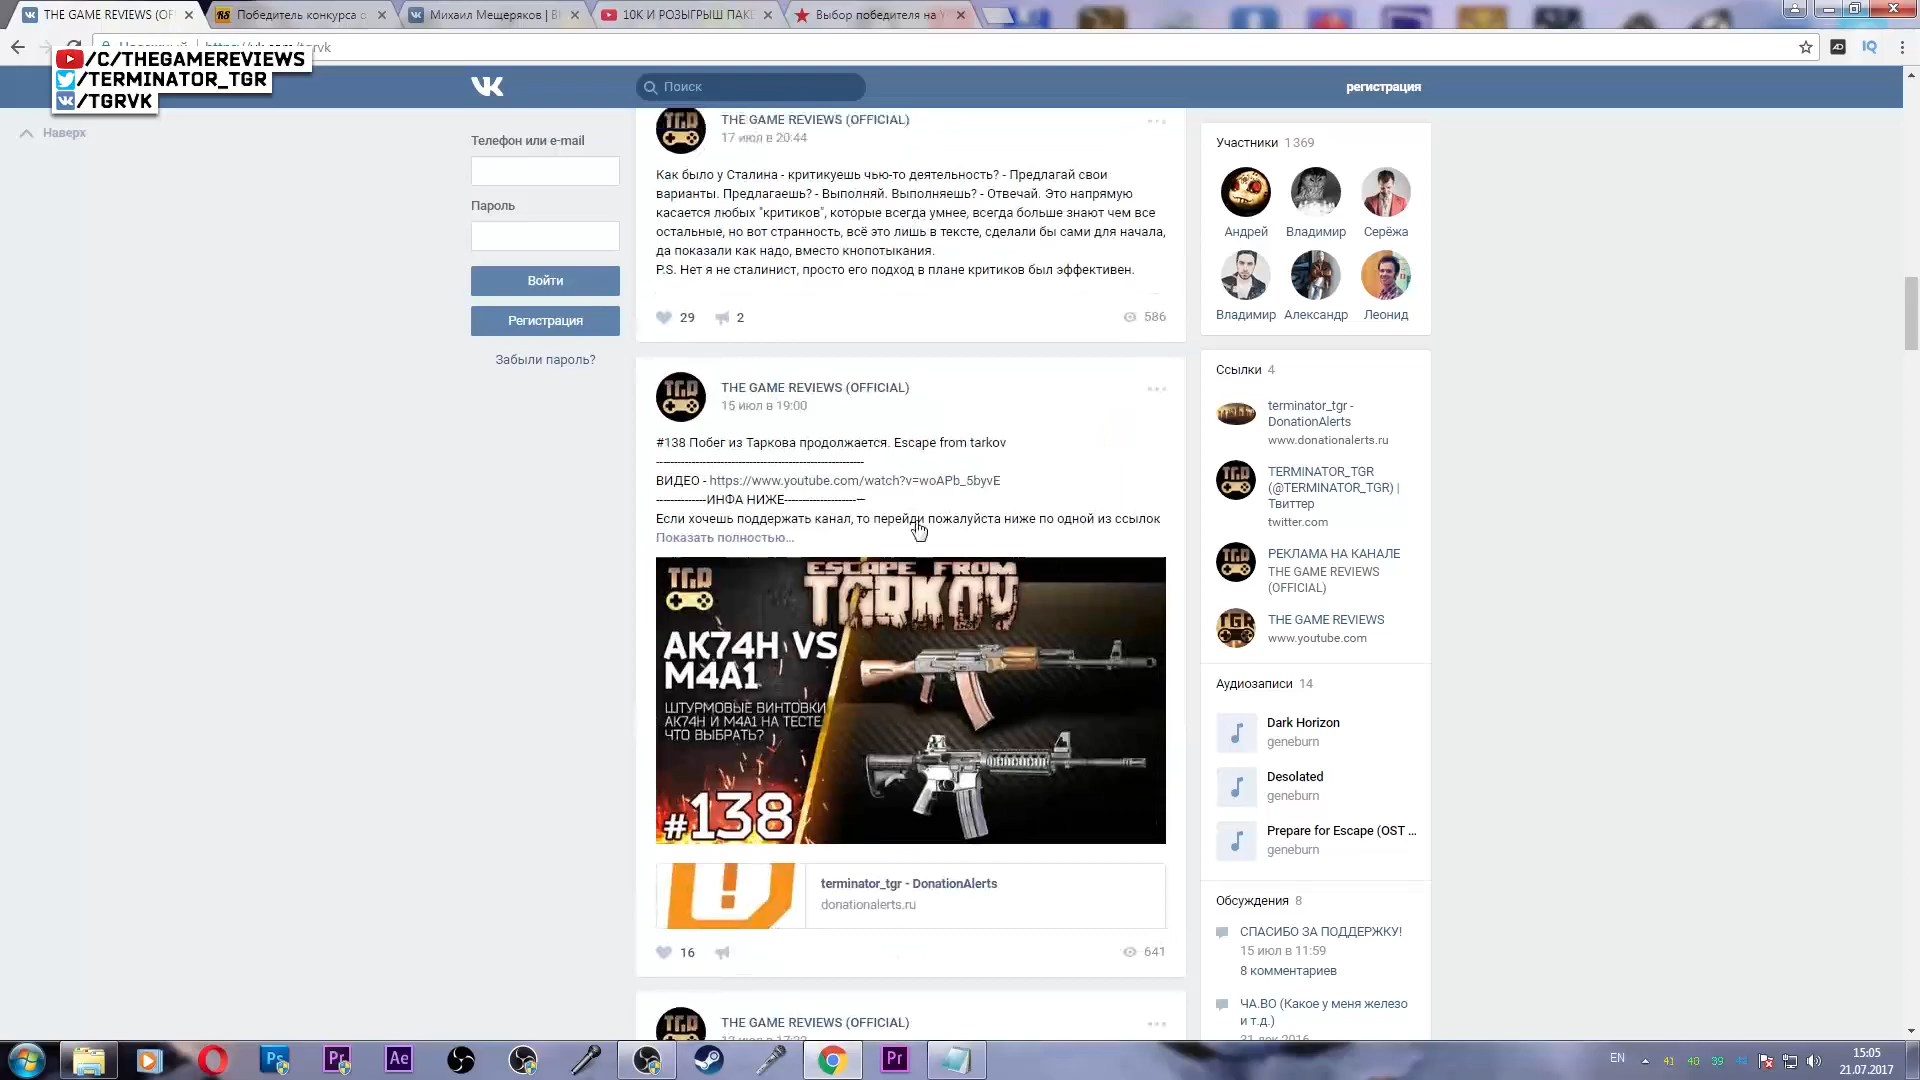 THE GAME REVIEWS (OF
Победитель конкурса с
Михаил Мещеряков | В
10К И РОЗЫГРЫШ ПАКЕ
Выбор победителя на
/C/THEGAMEREVIEWS
/TERMINATOR_TGR
/TGRVK
Поиск
регистрация
Наверх
Телефон или e-mail
Пароль
Войти
Регистрация
Забыли пароль?
THE GAME REVIEWS (OFFICIAL)
17 июл в 20:44
Как было у Сталина - критикуешь чью-то деятельность? - Предлагай свои
варианты. Предлагаешь? - Выполняй. Выполняешь? - Отвечай. Это напрямую
касается любых "критиков", которые всегда умнее, всегда больше знают чем все
остальные, но вот странность, всё это лишь в тексте, сделали бы сами для начала,
да показали как надо, вместо кнопотыкания.
P.S. Нет я не сталинист, просто его подход в плане критиков был эффективен.
29 2 586
THE GAME REVIEWS (OFFICIAL)
15 июл в 19:00
#138 Побег из Таркова продолжается. Escape from tarkov
----------------------------------------------------------
ВИДЕО - https://www.youtube.com/watch?v=woAPb_5byvE
--------------ИНФА НИЖЕ---------------------
Если хочешь поддержать канал, то перейди пожалуйста ниже по одной из ссылок
Показать полностью...
TGR
ESCAPE FROM
TARKOV
АК74Н VS
M4A1
ШТУРМОВЫЕ ВИНТОВКИ
АК74Н И M4A1 НА ТЕСТЕ
ЧТО ВЫБРАТЬ?
#138
terminator_tgr - DonationAlerts
donationalerts.ru
16 641
THE GAME REVIEWS (OFFICIAL)
Участники 1 369
Андрей Владимир Серёжа
Владимир Александр Леонид
Ссылки 4
terminator_tgr -
DonationAlerts
www.donationalerts.ru
TERMINATOR_TGR
(@TERMINATOR_TGR) |
Твиттер
twitter.com
РЕКЛАМА НА КАНАЛЕ
THE GAME REVIEWS
(OFFICIAL)
THE GAME REVIEWS
www.youtube.com
Аудиозаписи 14
Dark Horizon
geneburn
Desolated
geneburn
Prepare for Escape (OST ...
geneburn
Обсуждения 8
СПАСИБО ЗА ПОДДЕРЖКУ!
15 июл в 11:59
8 комментариев
ЧА.ВО (Какое у меня железо
и т.д.)
31 дек 2016
EN 41 40 39
15:05
21.07.2017